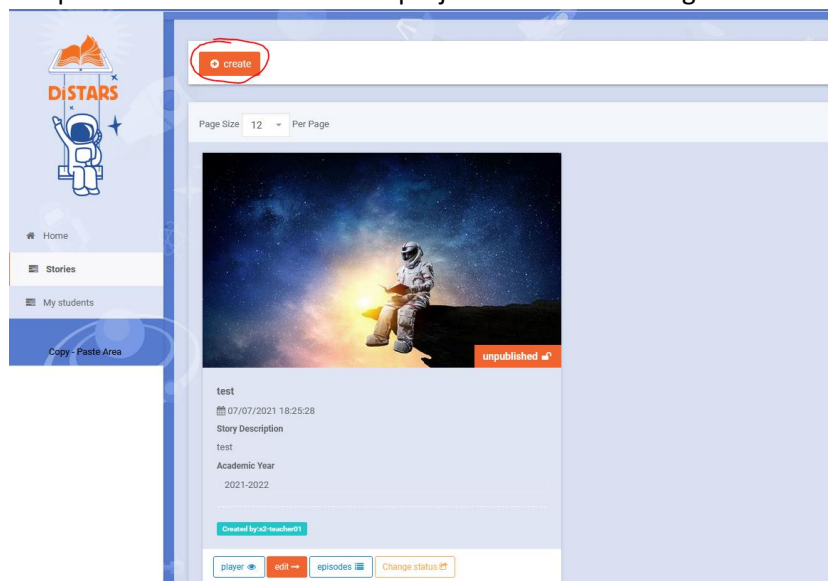 create
DiSTARS
Page Size 12 Per Page
Home
Stories
My students
Copy - Paste Area
unpublished
test
07/07/2021 18:25:28
Story Description
test
Academic Year
2021-2022
Created by:s2-teacher01
player edit episodes Change status